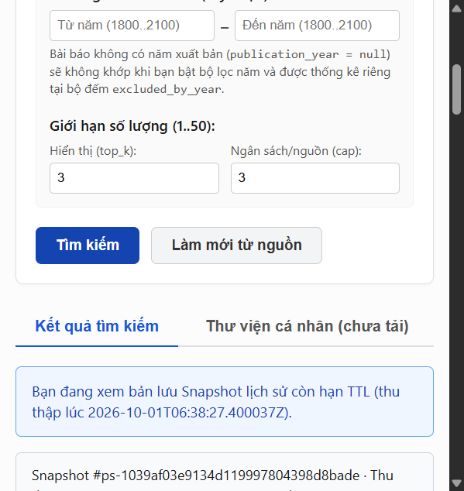 Từ năm (1800..2100) – Đến năm (1800..2100)
Bài báo không có năm xuất bản (publication_year = null)
sẽ không khớp khi bạn bật bộ lọc năm và được thống kê riêng
tại bộ đếm excluded_by_year.
Giới hạn số lượng (1..50):
Hiển thị (top_k): Ngân sách/nguồn (cap):
3 3
Tìm kiếm Làm mới từ nguồn
Kết quả tìm kiếm Thư viện cá nhân (chưa tải)
Bạn đang xem bản lưu Snapshot lịch sử còn hạn TTL (thu
thập lúc 2026-10-01T06:38:27.400037Z).
Snapshot #ps-1039af03e9134d119997804398d8bade · Thu